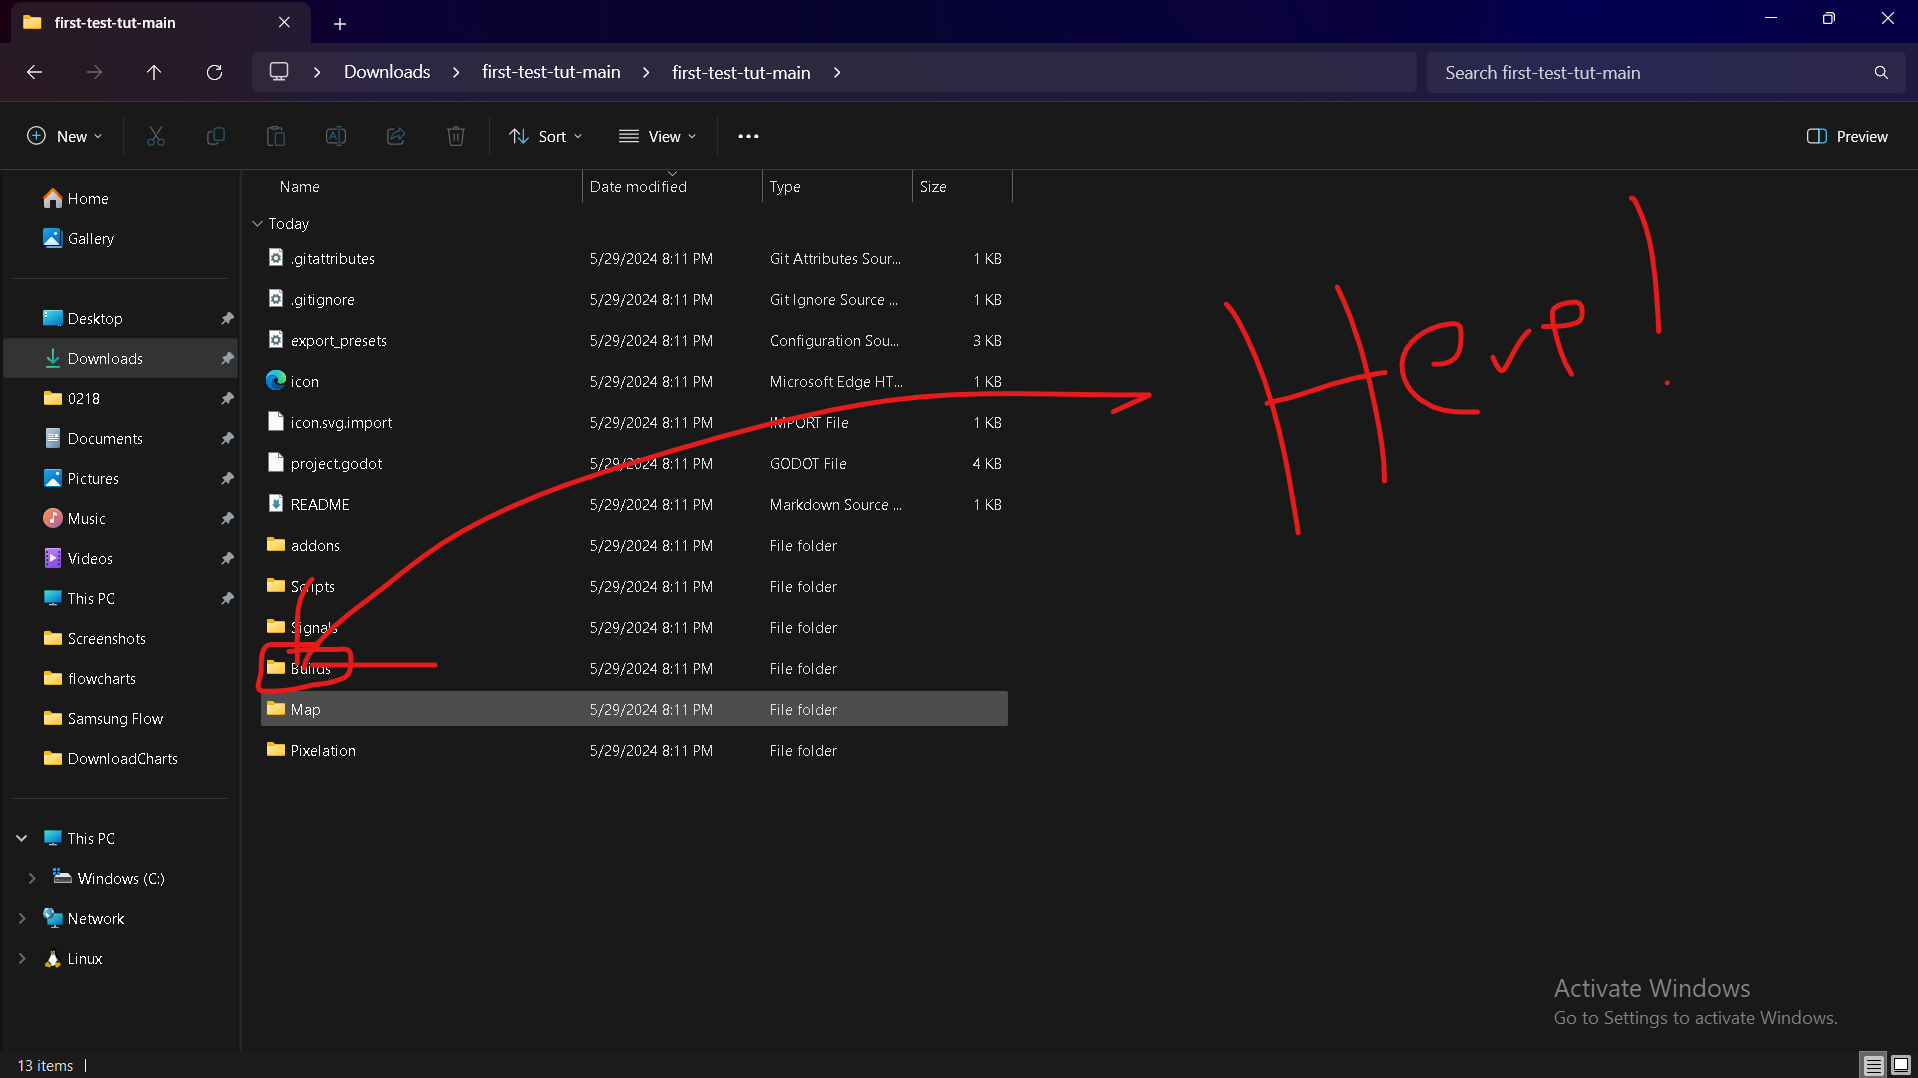 first-test-tut-main
Downloads > first-test-tut-main > first-test-tut-main >
Search first-test-tut-main
New
Sort
View
Preview
Home
Gallery
Desktop
Downloads
0218
Documents
Pictures
Music
Videos
This PC
Screenshots
flowcharts
Samsung Flow
DownloadCharts
This PC
Windows (C:)
Network
Linux
Name Date modified Type Size
Today
.gitattributes 5/29/2024 8:11 PM Git Attributes Sour... 1 KB
.gitignore 5/29/2024 8:11 PM Git Ignore Source ... 1 KB
export_presets 5/29/2024 8:11 PM Configuration Sou... 3 KB
icon 5/29/2024 8:11 PM Microsoft Edge HT... 1 KB
icon.svg.import 5/29/2024 8:11 PM IMPORT File 1 KB
project.godot 5/29/2024 8:11 PM GODOT File 4 KB
README 5/29/2024 8:11 PM Markdown Source ... 1 KB
addons 5/29/2024 8:11 PM File folder
Scripts 5/29/2024 8:11 PM File folder
Signals 5/29/2024 8:11 PM File folder
Builds 5/29/2024 8:11 PM File folder
Map 5/29/2024 8:11 PM File folder
Pixelation 5/29/2024 8:11 PM File folder
Here!
Activate Windows
Go to Settings to activate Windows.
13 items